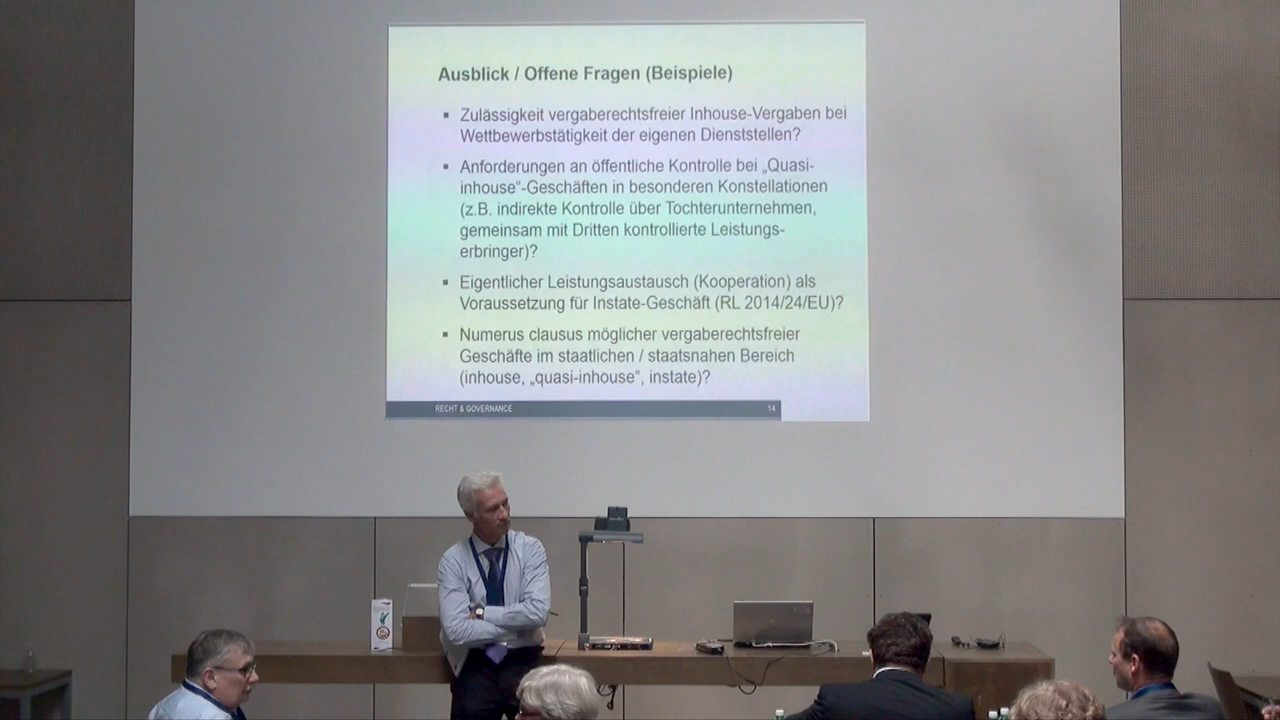 Ausblick / Offene Fragen (Beispiele)
▪ Zulässigkeit vergaberechtsfreier Inhouse-Vergaben bei
Wettbewerbstätigkeit der eigenen Dienststellen?
▪ Anforderungen an öffentliche Kontrolle bei „Quasi-
inhouse“-Geschäften in besonderen Konstellationen
(z.B. indirekte Kontrolle über Tochterunternehmen,
gemeinsam mit Dritten kontrollierte Leistungs-
erbringer)?
▪ Eigentlicher Leistungsaustausch (Kooperation) als
Voraussetzung für Instate-Geschäft (RL 2014/24/EU)?
▪ Numerus clausus möglicher vergaberechtsfreier
Geschäfte im staatlichen / staatsnahen Bereich
(inhouse, „quasi-inhouse“, instate)?
RECHT & GOVERNANCE 14